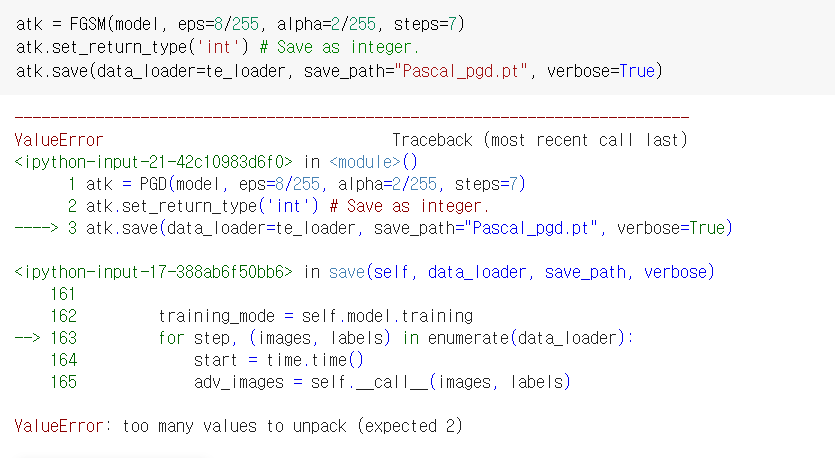 atk = FGSM(model, eps=8/255, alpha=2/255, steps=7)
atk.set_return_type('int') # Save as integer.
atk.save(data_loader=te_loader, save_path="Pascal_pgd.pt", verbose=True)
---------------------------------------------------------------------------
ValueError                                Traceback (most recent call last)
<ipython-input-21-42c10983d6f0> in <module>()
      1 atk = PGD(model, eps=8/255, alpha=2/255, steps=7)
      2 atk.set_return_type('int') # Save as integer.
----> 3 atk.save(data_loader=te_loader, save_path="Pascal_pgd.pt", verbose=True)
<ipython-input-17-388ab6f50bb6> in save(self, data_loader, save_path, verbose)
    161
    162         training_mode = self.model.training
--> 163         for step, (images, labels) in enumerate(data_loader):
    164             start = time.time()
    165             adv_images = self.__call__(images, labels)
ValueError: too many values to unpack (expected 2)